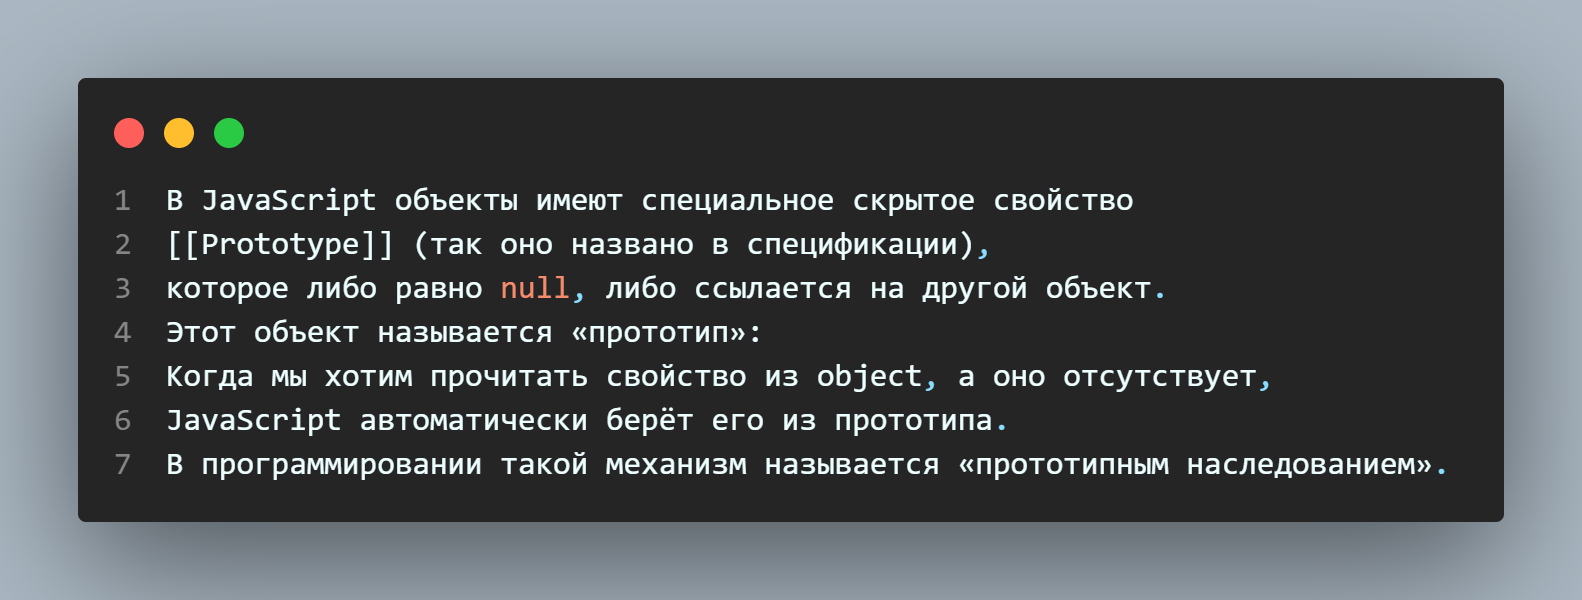 1 В JavaScript объекты имеют специальное скрытое свойство
2 [[Prototype]] (так оно названо в спецификации),
3 которое либо равно null, либо ссылается на другой объект.
4 Этот объект называется «прототип»:
5 Когда мы хотим прочитать свойство из object, а оно отсутствует,
6 JavaScript автоматически берёт его из прототипа.
7 В программировании такой механизм называется «прототипным наследованием».